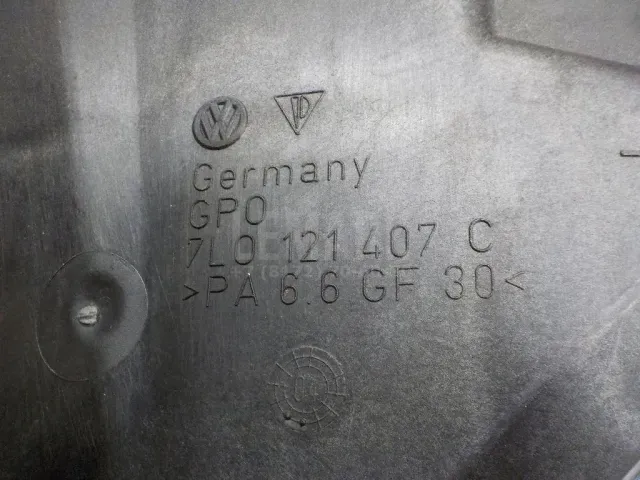 Germany
GPO
7L0 121 407 C
>PA 6.6 GF 30<